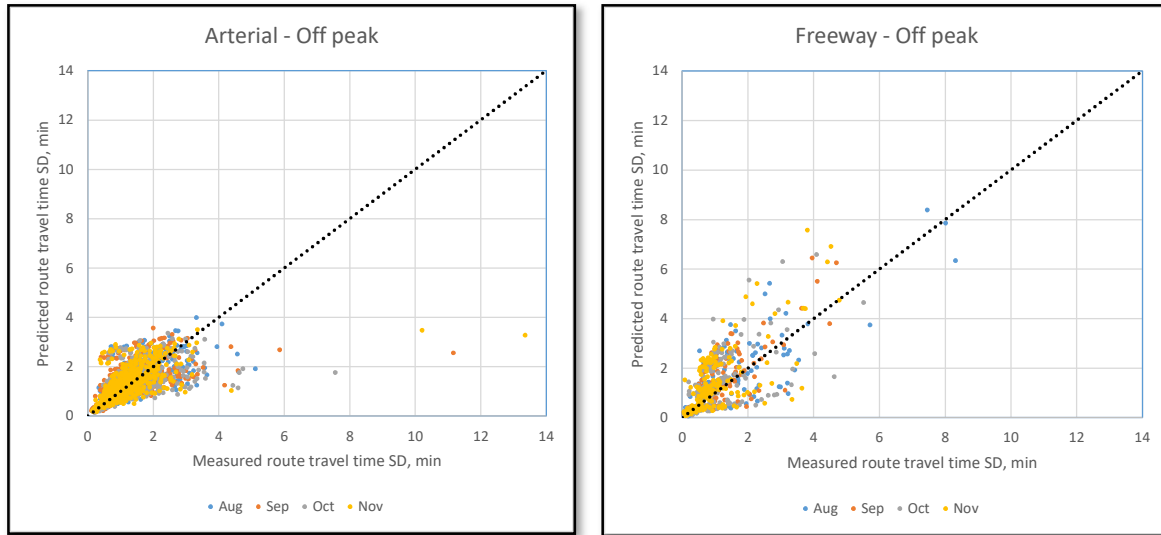 Arterial - Off peak
Predicted route travel time SD, min
14
12
10
8
6
4
2
0
0 2 4 6 8 10 12 14
Measured route travel time SD, min
Aug Sep Oct Nov
Freeway - Off peak
Predicted route travel time SD, min
14
12
10
8
6
4
2
0
0 2 4 6 8 10 12 14
Measured route travel time SD, min
Aug Sep Oct Nov